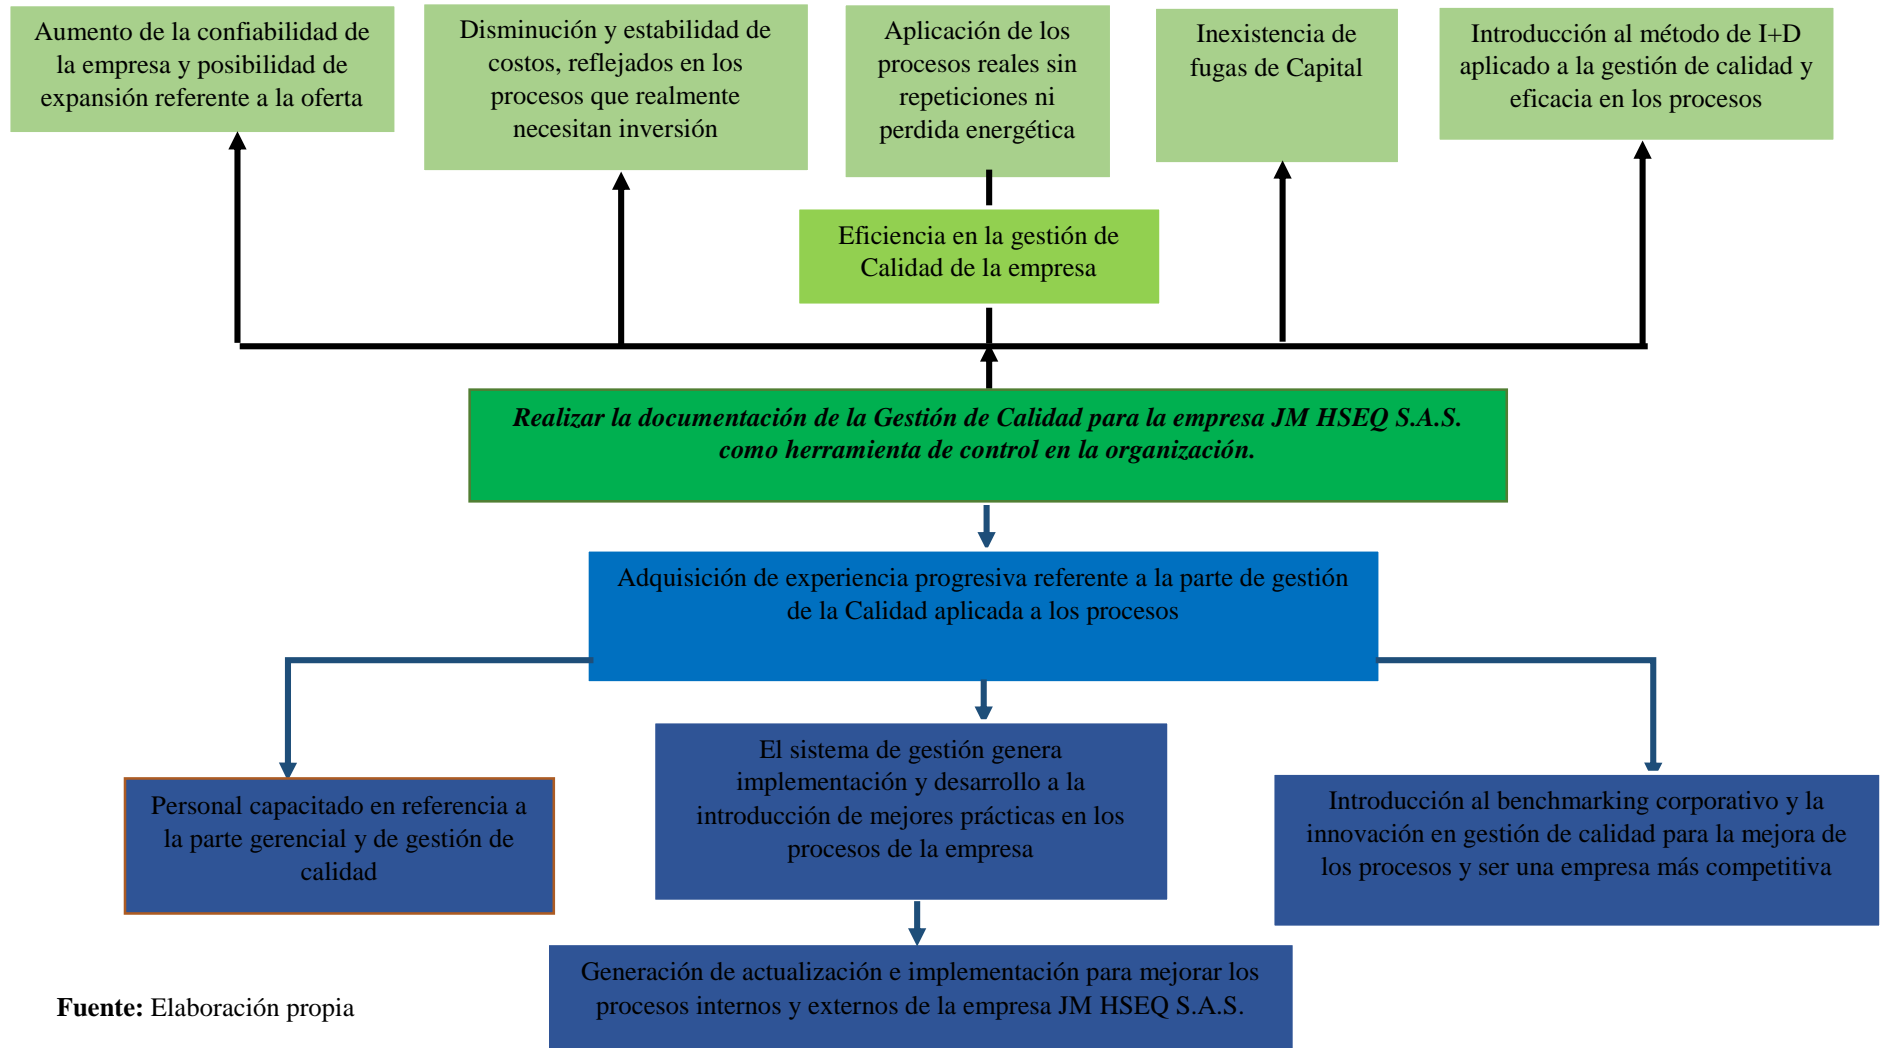 Aumento de la confiabilidad de
la empresa y posibilidad de
expansión referente a la oferta
Disminución y estabilidad de
costos, reflejados en los
procesos que realmente
necesitan inversión
Aplicación de los
procesos reales sin
repeticiones ni
perdida energética
Inexistencia de
fugas de Capital
Introducción al método de I+D
aplicado a la gestión de calidad y
eficacia en los procesos
Eficiencia en la gestión de
Calidad de la empresa
Realizar la documentación de la Gestión de Calidad para la empresa JM HSEQ S.A.S.
como herramienta de control en la organización.
Adquisición de experiencia progresiva referente a la parte de gestión
de la Calidad aplicada a los procesos
Personal capacitado en referencia a
la parte gerencial y de gestión de
calidad
El sistema de gestión genera
implementación y desarrollo a la
introducción de mejores prácticas en los
procesos de la empresa
Introducción al benchmarking corporativo y la
innovación en gestión de calidad para la mejora de
los procesos y ser una empresa más competitiva
Generación de actualización e implementación para mejorar los
procesos internos y externos de la empresa JM HSEQ S.A.S.
Fuente: Elaboración propia